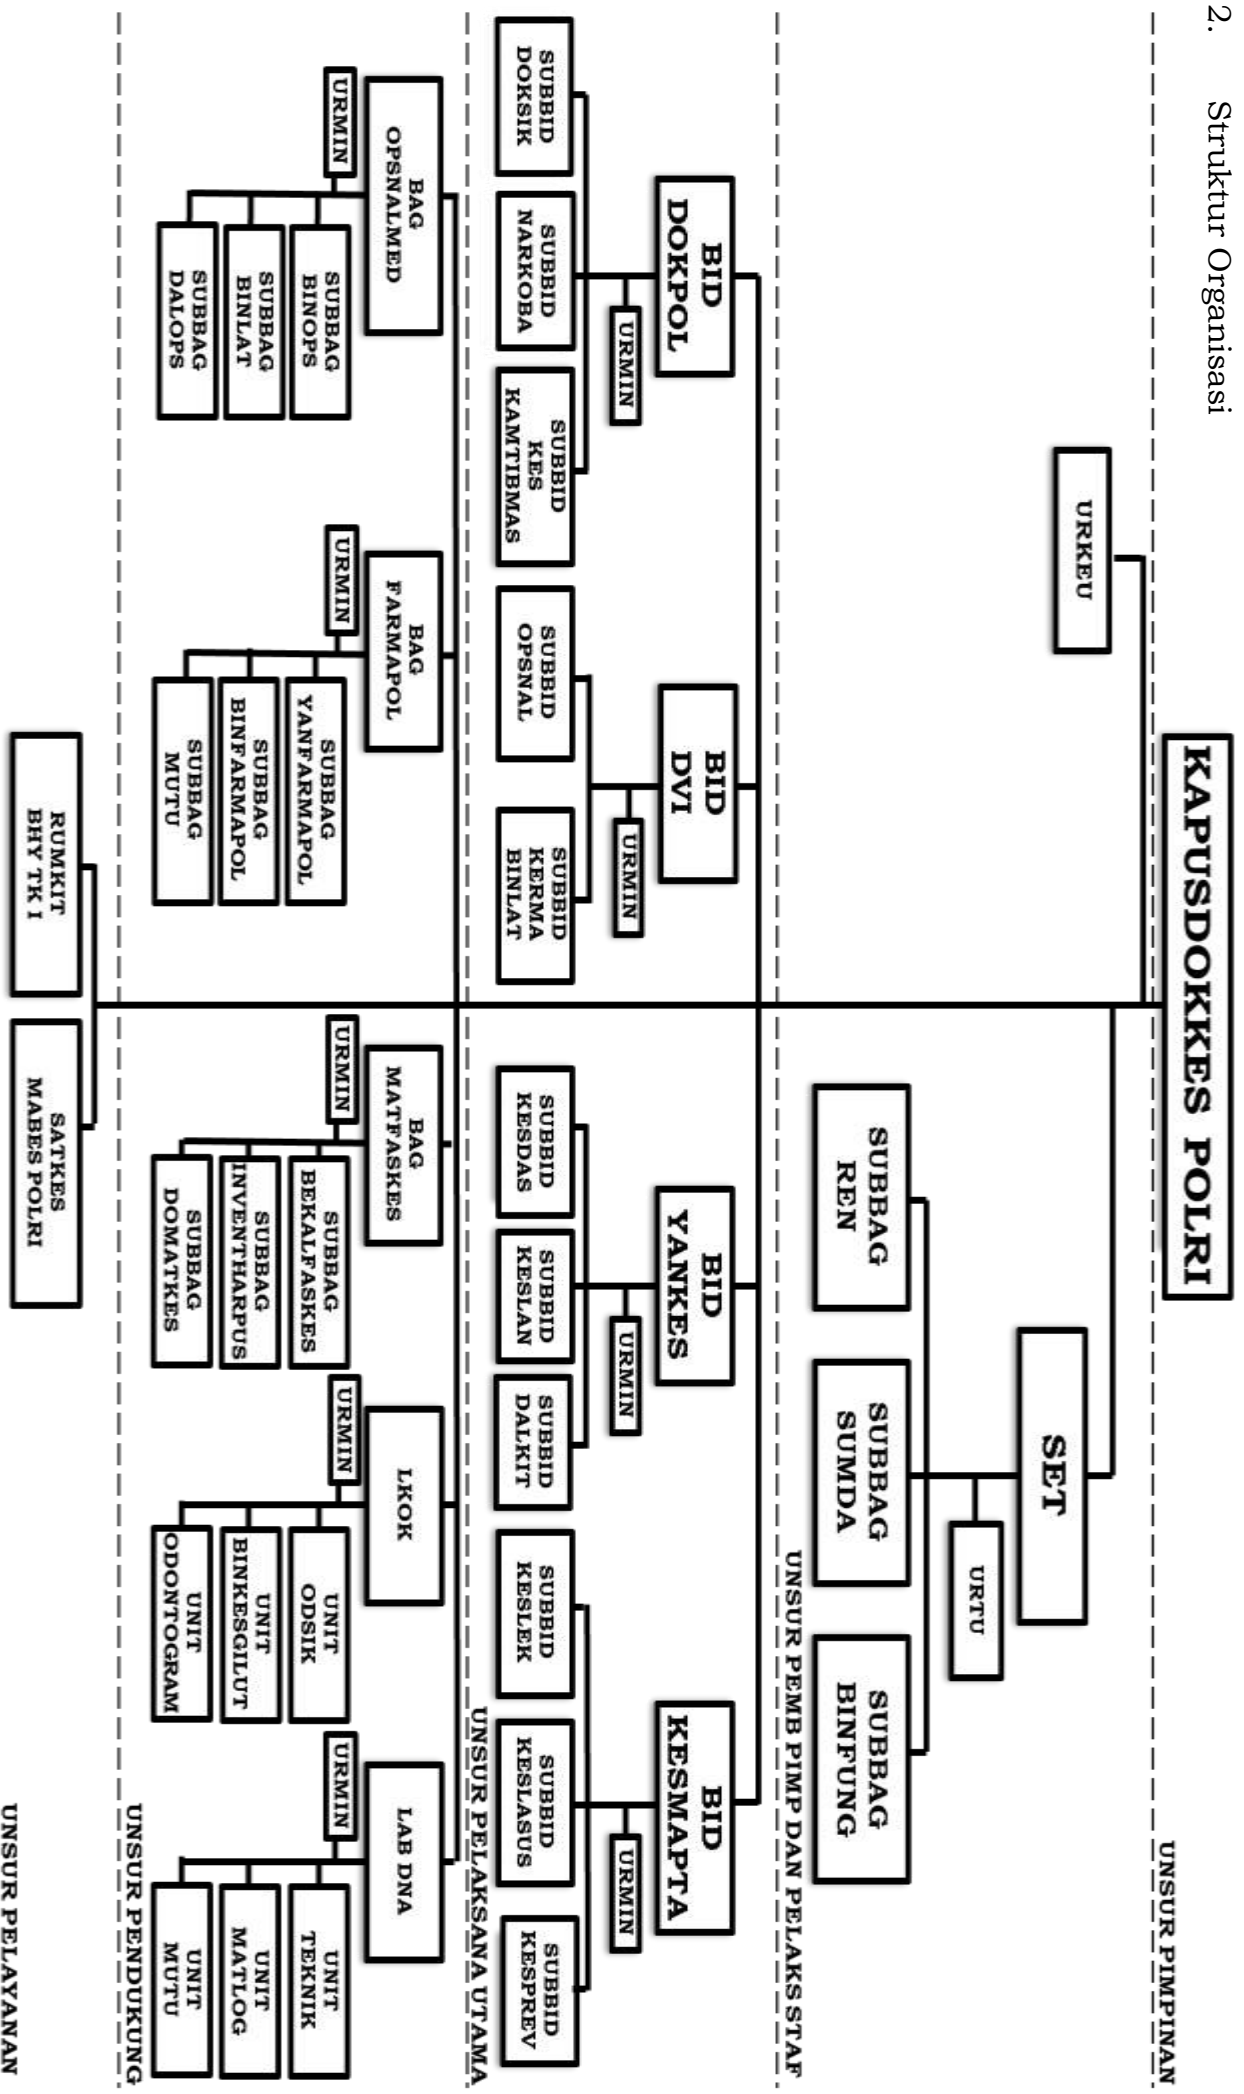 2. Struktur Organisasi
KAPUSDOKKES POLRI
UNSUR PIMPINAN
URKEU
SET
URTU
SUBBAG
REN
SUBBAG
SUMDA
SUBBAG
BINFUNG
UNSUR PEMB PIMP DAN PELAKS STAF
BID
DOKPOL
URMIN
SUBBID
DOKSIK
SUBBID
NARKOBA
SUBBID
KES
KAMTIBMAS
BID
DVI
URMIN
SUBBID
OPSNAL
SUBBID
KERMA
BINLAT
BID
YANKES
URMIN
SUBBID
KESDAS
SUBBID
KESLAN
SUBBID
DALKIT
BID
KESMAPTA
URMIN
SUBBID
KESLEK
SUBBID
KESLASUS
SUBBID
KESPREV
UNSUR PELAKSANA UTAMA
BAG
OPSNALMED
URMIN
SUBBAG
BINOPS
SUBBAG
BINLAT
SUBBAG
DALOPS
BAG
FARMAPOL
URMIN
SUBBAG
YANFARMAPOL
SUBBAG
BINFARMAPOL
SUBBAG
MUTU
BAG
MATFASKES
URMIN
SUBBAG
BEKALFASKES
SUBBAG
INVENTHARPUS
SUBBAG
DOMATKES
LKOK
URMIN
UNIT
ODSIK
UNIT
BINKESGILUT
UNIT
ODONTOGRAM
LAB DNA
URMIN
UNIT
TEKNIK
UNIT
MATLOG
UNIT
MUTU
UNSUR PENDUKUNG
RUMKIT
BHY TK I
SATKES
MABES POLRI
UNSUR PELAYANAN